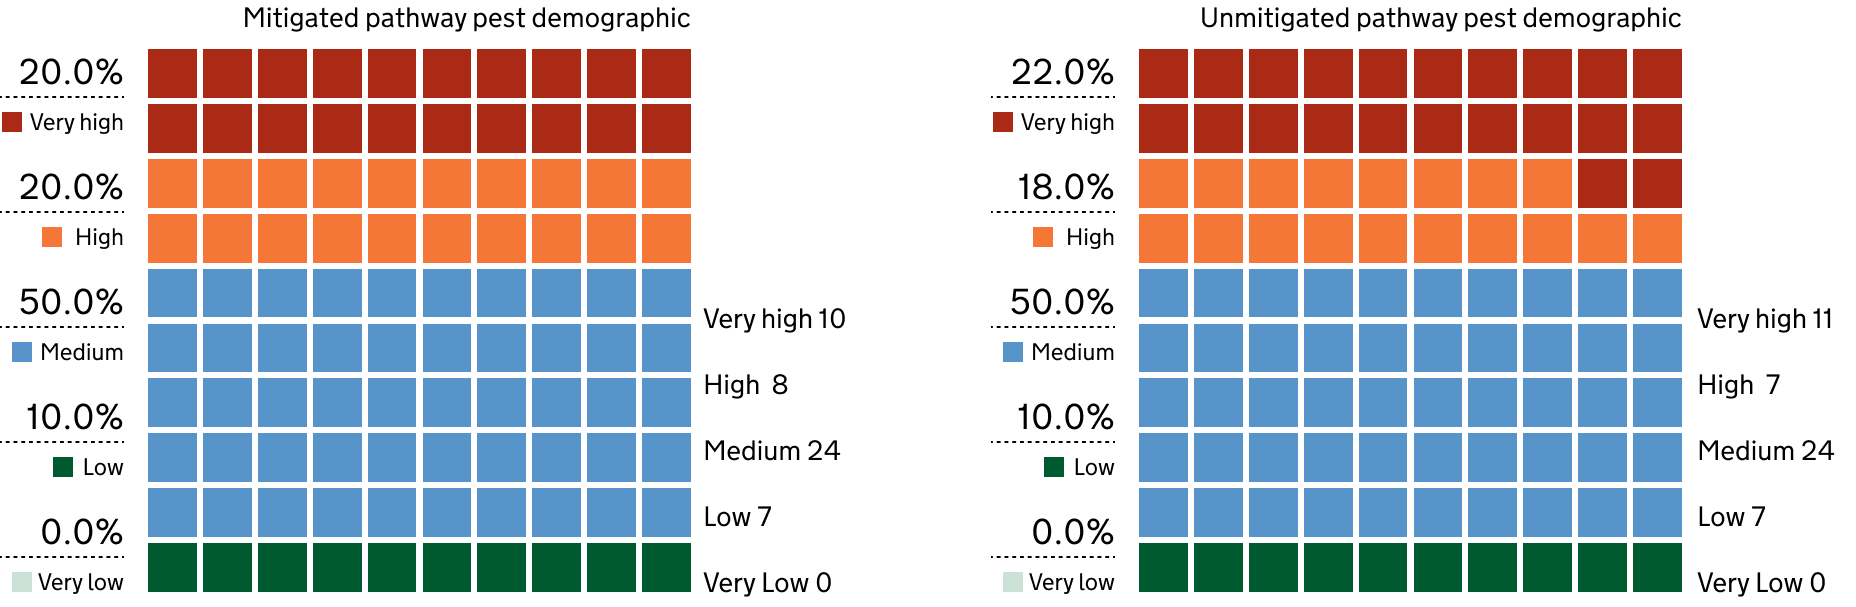 Mitigated pathway pest demographic
20.0%
Very high
20.0%
High
50.0%
Medium
10.0%
Low
0.0%
Very low
Very high 10
High 8
Medium 24
Low 7
Very Low 0
Unmitigated pathway pest demographic
22.0%
Very high
18.0%
High
50.0%
Medium
10.0%
Low
0.0%
Very low
Very high 11
High 7
Medium 24
Low 7
Very Low 0